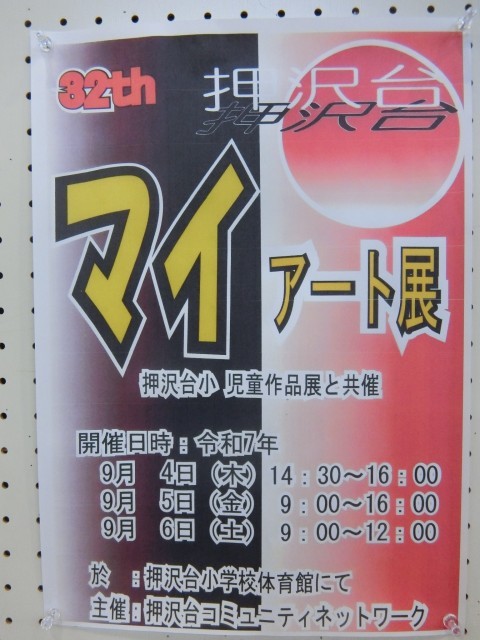 82th 押沢台
マイ
アート展
押沢台小 児童作品展と共催
開催日時：令和7年
9月 4日（木）14：30～16：00
9月 5日（金） 9：00～16：00
9月 6日（土） 9：00～12：00
於 ：押沢台小学校体育館にて
主催：押沢台コミュニティネットワーク